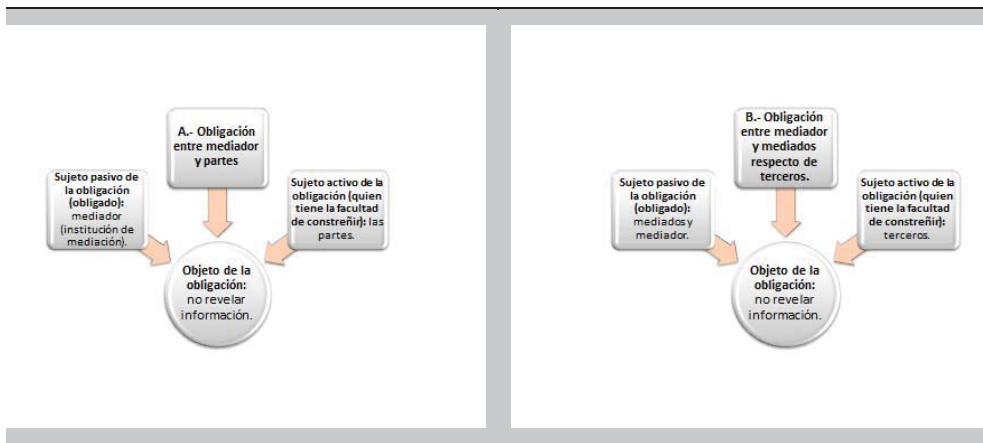 A.- Obligación
entre mediador
y partes
Sujeto pasivo de
la obligación
(obligado):
mediador
(institución de
mediación).
Sujeto activo de la
obligación (quien
tiene la facultad
de constreñir): las
partes.
Objeto de la
obligación:
no revelar
información.
B.- Obligación
entre mediador
y mediados
respecto de
terceros.
Sujeto pasivo de
la obligación
(obligado):
mediados y
mediador.
Sujeto activo de la
obligación (quien
tiene la facultad
de constreñir):
terceros.
Objeto de la
obligación:
no revelar
información.